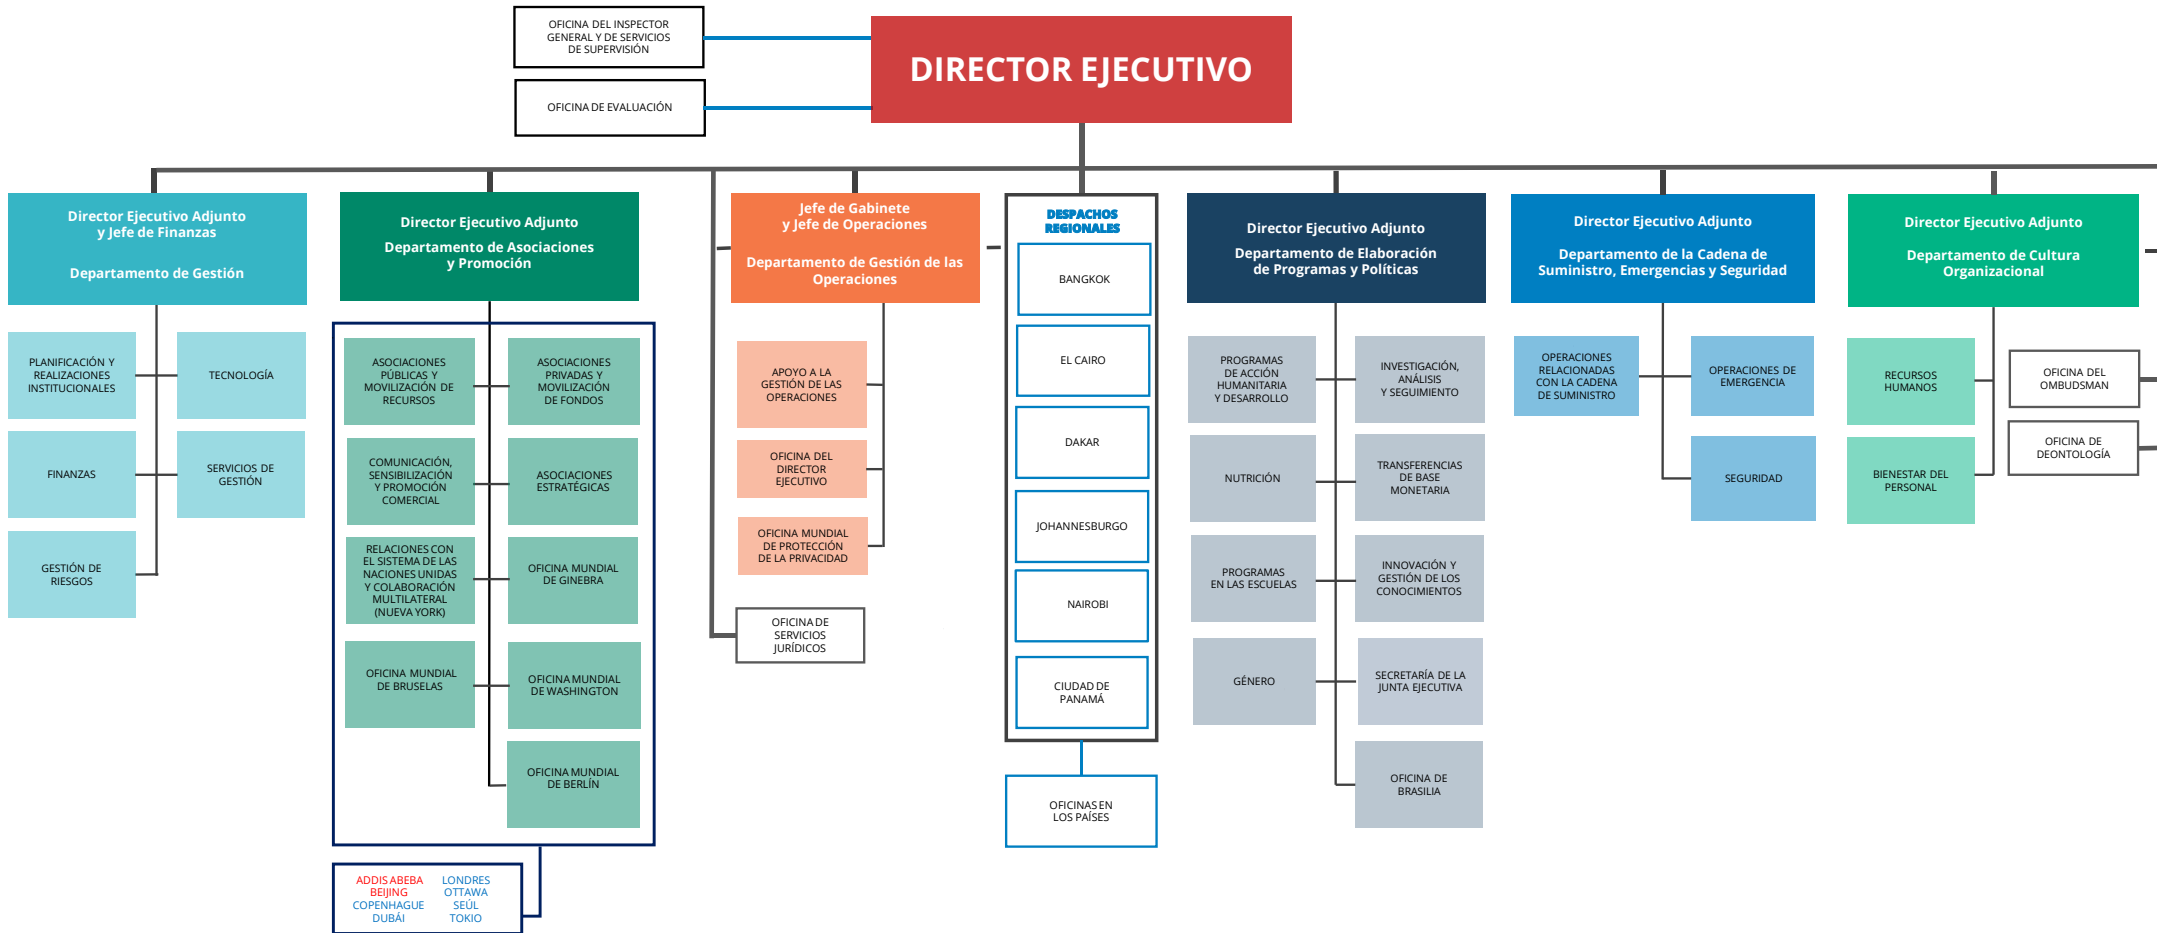 OFICINA DEL INSPECTOR
GENERAL Y DE SERVICIOS
DE SUPERVISIÓN
OFICINA DE EVALUACIÓN
DIRECTOR EJECUTIVO
Director Ejecutivo Adjunto
y Jefe de Finanzas
Departamento de Gestión
PLANIFICACIÓN Y
REALIZACIONES
INSTITUCIONALES
TECNOLOGÍA
FINANZAS
SERVICIOS DE
GESTIÓN
GESTIÓN DE
RIESGOS
Director Ejecutivo Adjunto
Departamento de Asociaciones
y Promoción
ASOCIACIONES
PÚBLICAS Y
MOVILIZACIÓN DE
RECURSOS
ASOCIACIONES
PRIVADAS Y
MOVILIZACIÓN
DE FONDOS
COMUNICACIÓN,
SENSIBILIZACIÓN
Y PROMOCIÓN
COMERCIAL
ASOCIACIONES
ESTRATÉGICAS
RELACIONES CON
EL SISTEMA DE LAS
NACIONES UNIDAS
Y COLABORACIÓN
MULTILATERAL
(NUEVA YORK)
OFICINA MUNDIAL
DE GINEBRA
OFICINA MUNDIAL
DE BRUSELAS
OFICINA MUNDIAL
DE WASHINGTON
OFICINA MUNDIAL
DE BERLÍN
ADDIS ABEBA
BEIJING
COPENHAGUE
DUBÁI
LONDRES
OTTAWA
SEÚL
TOKIO
Jefe de Gabinete
y Jefe de Operaciones
Departamento de Gestión de las
Operaciones
APOYO A LA
GESTIÓN DE LAS
OPERACIONES
OFICINA DEL
DIRECTOR
EJECUTIVO
OFICINA MUNDIAL
DE PROTECCIÓN
DE LA PRIVACIDAD
OFICINA DE
SERVICIOS
JURÍDICOS
DESPACHOS
REGIONALES
BANGKOK
EL CAIRO
DAKAR
JOHANNESBURGO
NAIROBI
CIUDAD DE
PANAMÁ
OFICINAS EN
LOS PAÍSES
Director Ejecutivo Adjunto
Departamento de Elaboración
de Programas y Políticas
PROGRAMAS
DE ACCIÓN
HUMANITARIA
Y DESARROLLO
INVESTIGACIÓN,
ANÁLISIS
Y SEGUIMIENTO
NUTRICIÓN
TRANSFERENCIAS
DE BASE
MONETARIA
PROGRAMAS
EN LAS ESCUELAS
INNOVACIÓN Y
GESTIÓN DE LOS
CONOCIMIENTOS
GÉNERO
SECRETARÍA DE LA
JUNTA EJECUTIVA
OFICINA DE
BRASILIA
Director Ejecutivo Adjunto
Departamento de la Cadena de
Suministro, Emergencias y Seguridad
OPERACIONES
RELACIONADAS
CON LA CADENA
DE SUMINISTRO
OPERACIONES DE
EMERGENCIA
SEGURIDAD
Director Ejecutivo Adjunto
Departamento de Cultura
Organizacional
RECURSOS
HUMANOS
BIENESTAR DEL
PERSONAL
OFICINA DEL
OMBUDSMAN
OFICINA DE
DEONTOLOGÍA